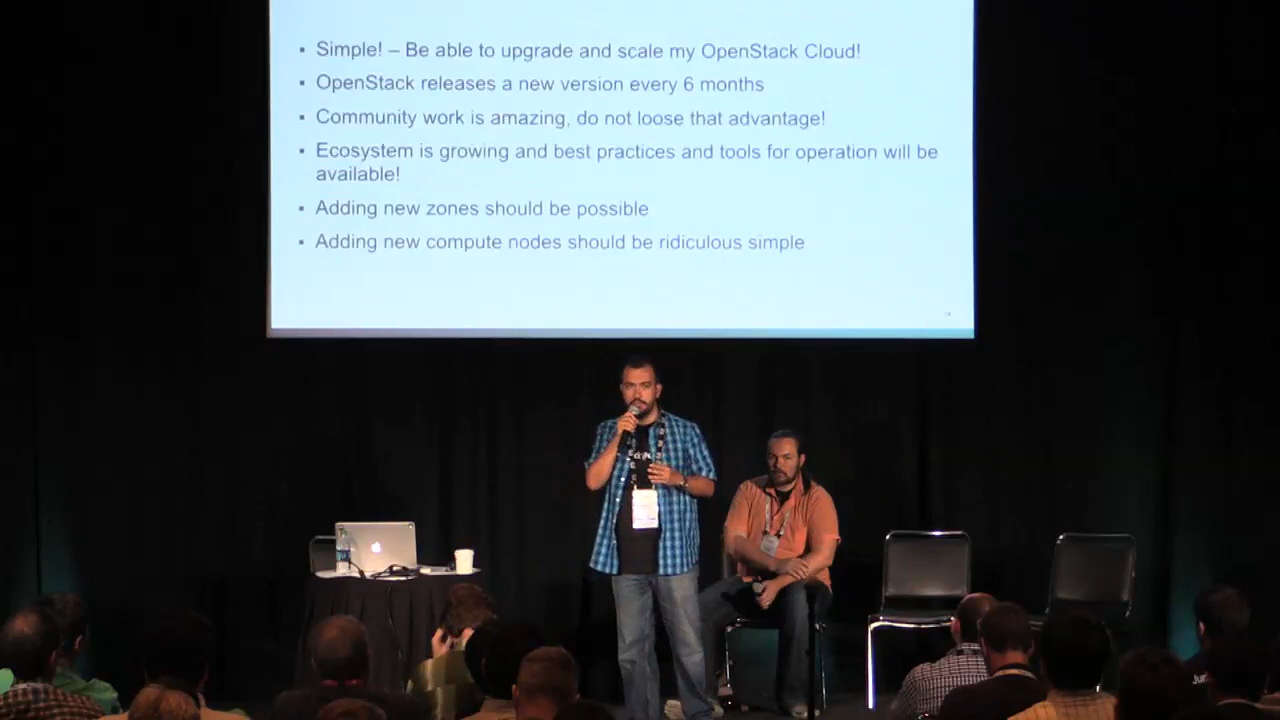 ▪ Simple! – Be able to upgrade and scale my OpenStack Cloud!
▪ OpenStack releases a new version every 6 months
▪ Community work is amazing, do not loose that advantage!
▪ Ecosystem is growing and best practices and tools for operation will be
available!
▪ Adding new zones should be possible
▪ Adding new compute nodes should be ridiculous simple